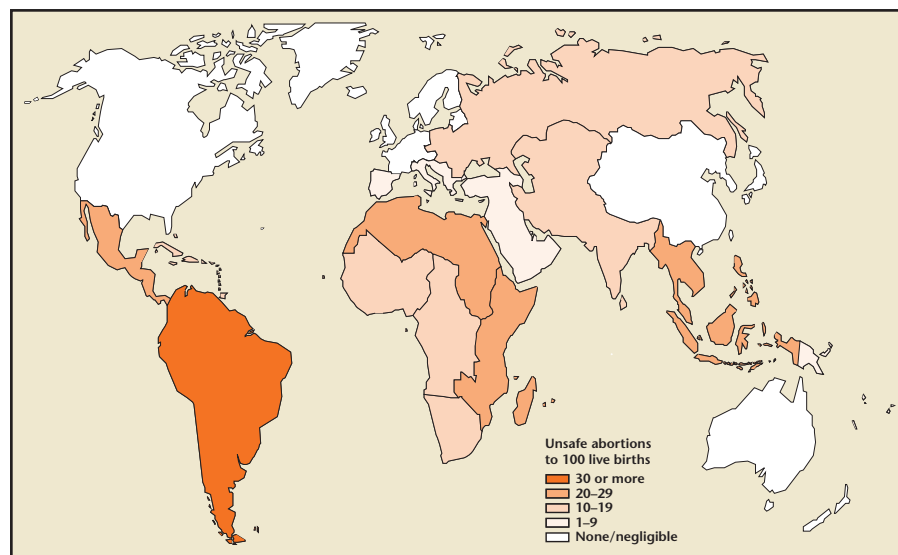 Unsafe abortions
to 100 live births
30 or more
20–29
10–19
1–9
None/negligible